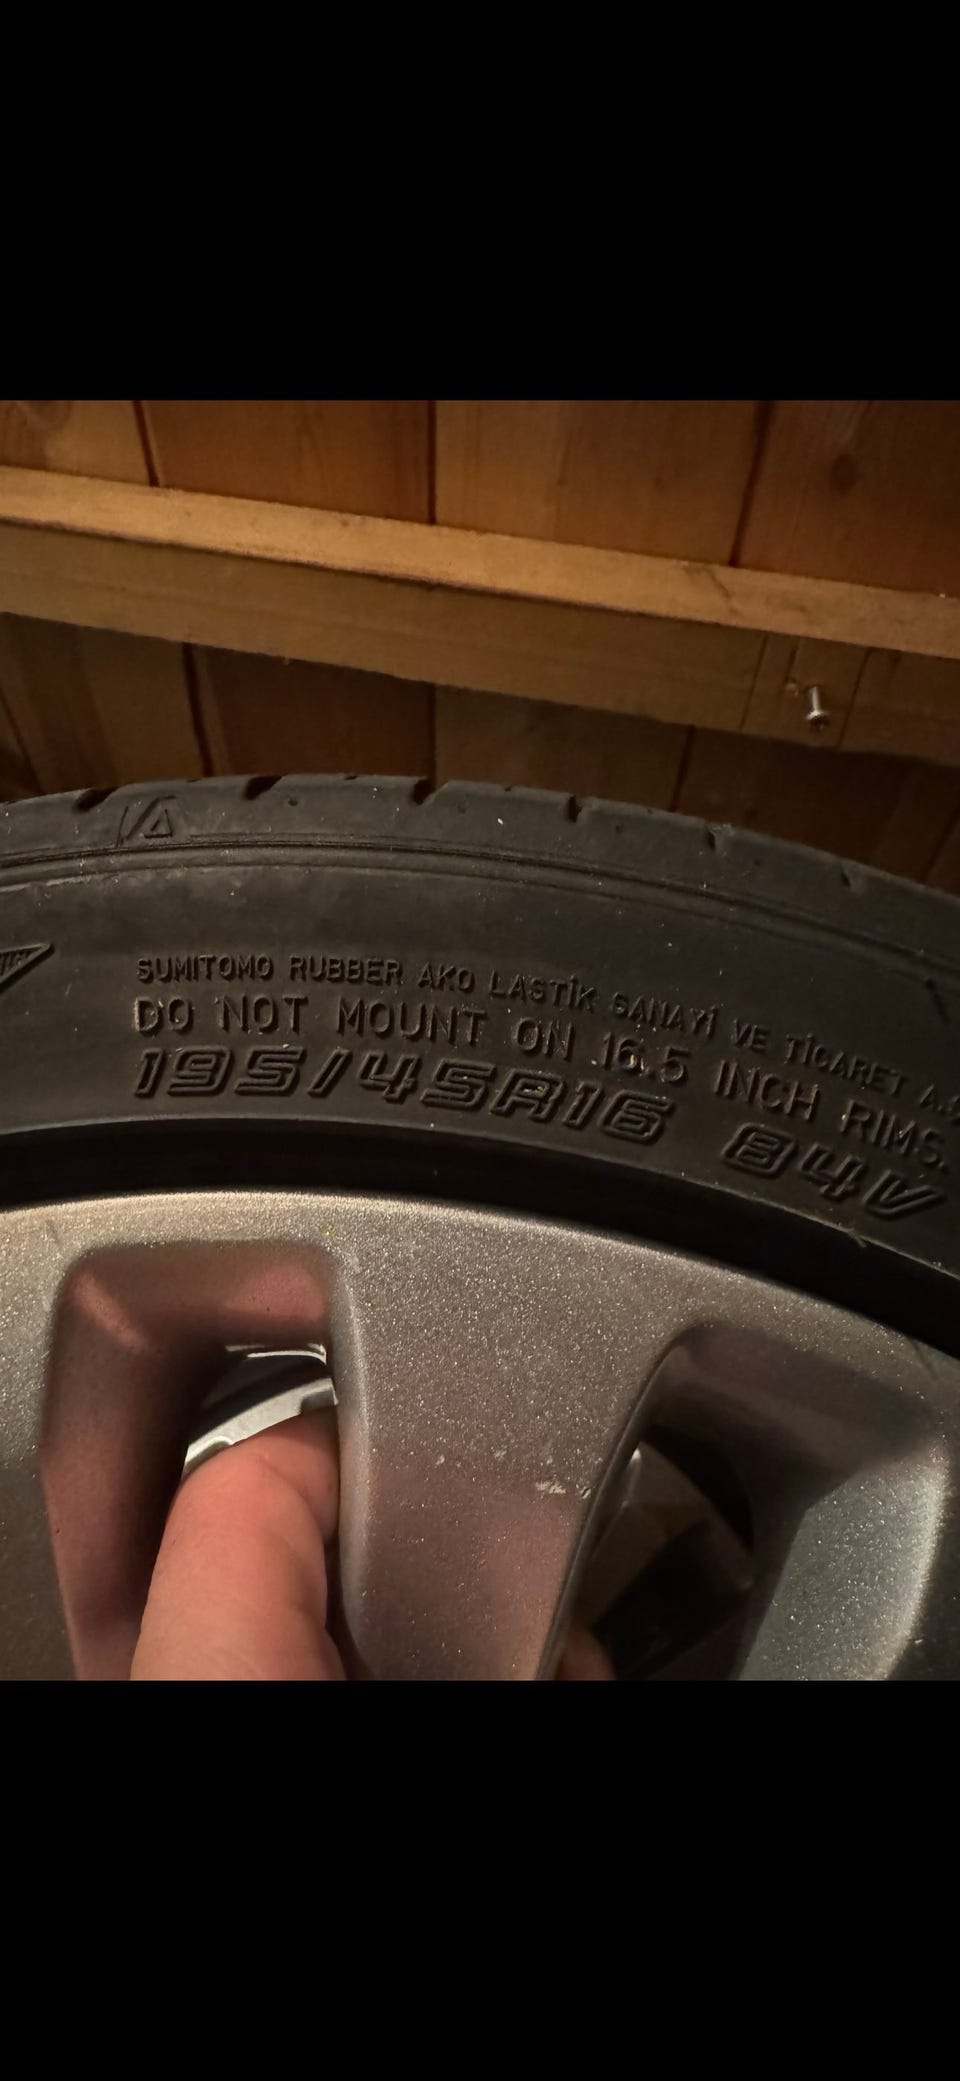 SUMITOMO RUBBER AKO LASTİK SANAYİ VE TİCARET A.Ş
DO NOT MOUNT ON 16.5 INCH RIMS.
195/45R16 84V